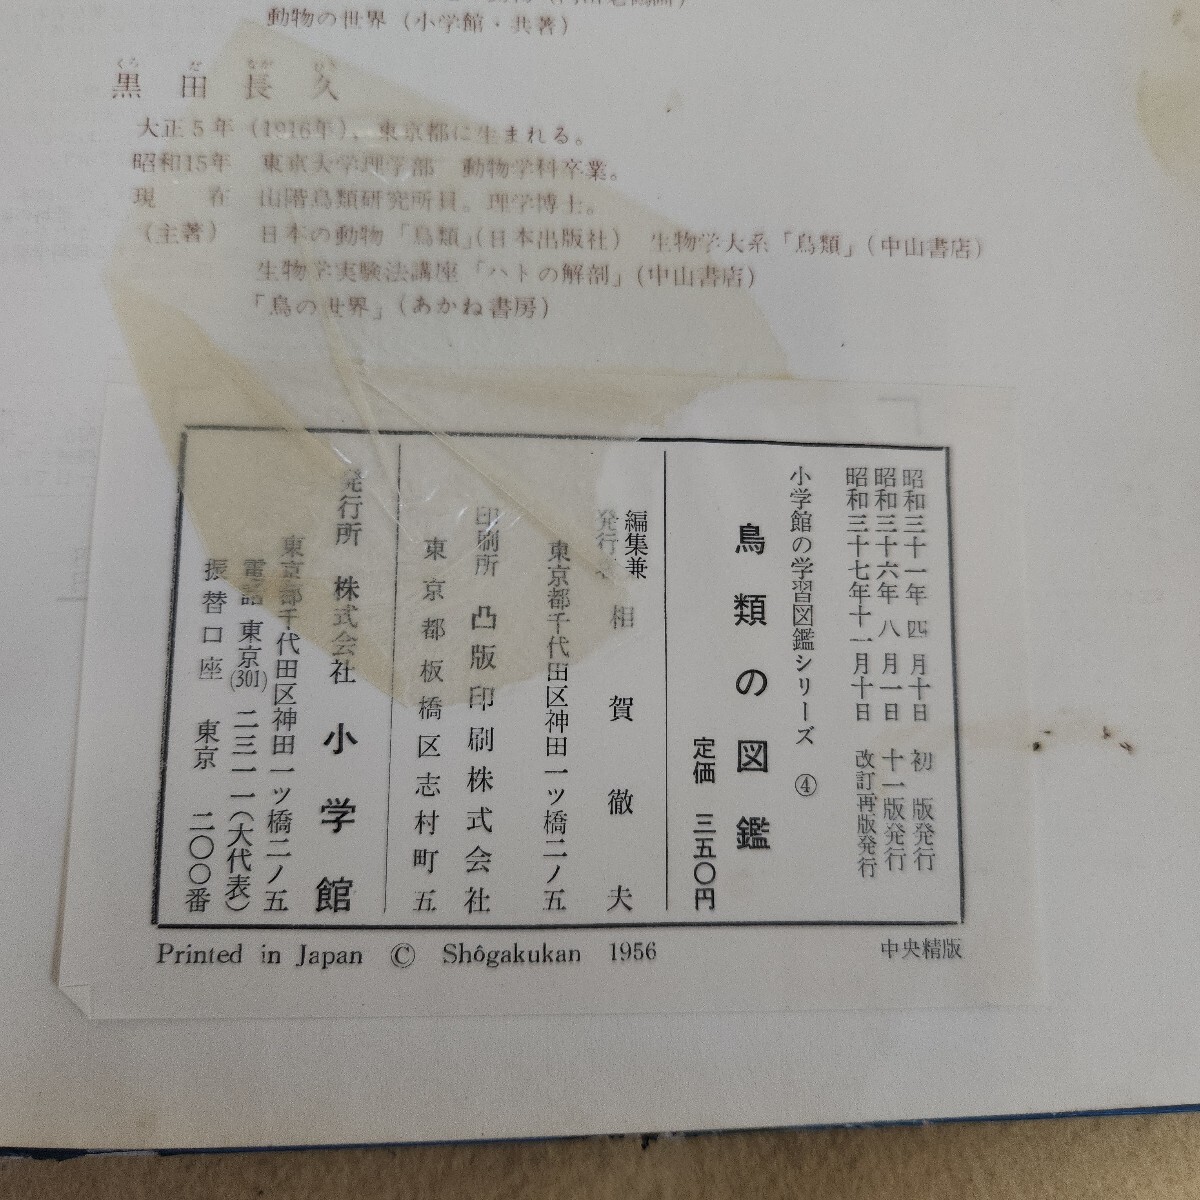 動物の世界（小学館・共著）
くろ だ なが ひさ
黒田長久
大正5年（1916年），東京都に生まれる。
昭和15年 東京大学理学部 動物学科卒業。
現在 山階鳥類研究所員。理学博士。
（主著） 日本の動物「鳥類」（日本出版社） 生物学大系「鳥類」（中山書店）
生物学実験法講座「ハトの解剖」（中山書店）
「鳥の世界」（あかね書房）
昭和三十一年 四月十日 初版発行
昭和三十六年 八月一日 十一版発行
昭和三十七年十一月十日 改訂再版発行
小学館の学習図鑑シリーズ ④
鳥類の図鑑
定価 三五〇円
編集兼
発行者 相賀徹夫
東京都千代田区神田一ツ橋二ノ五
印刷所 凸版印刷株式会社
東京都板橋区志村町五
発行所 株式会社 小学館
東京都千代田区神田一ツ橋二ノ五
電話 東京(301) 二三一一（大代表）
振替口座 東京 二〇〇番
Printed in Japan © Shôgakukan 1956
中央精版